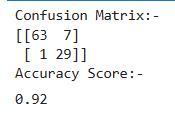 Confusion Matrix:-
[[63  7]
 [ 1 29]]
Accuracy Score:-
0.92